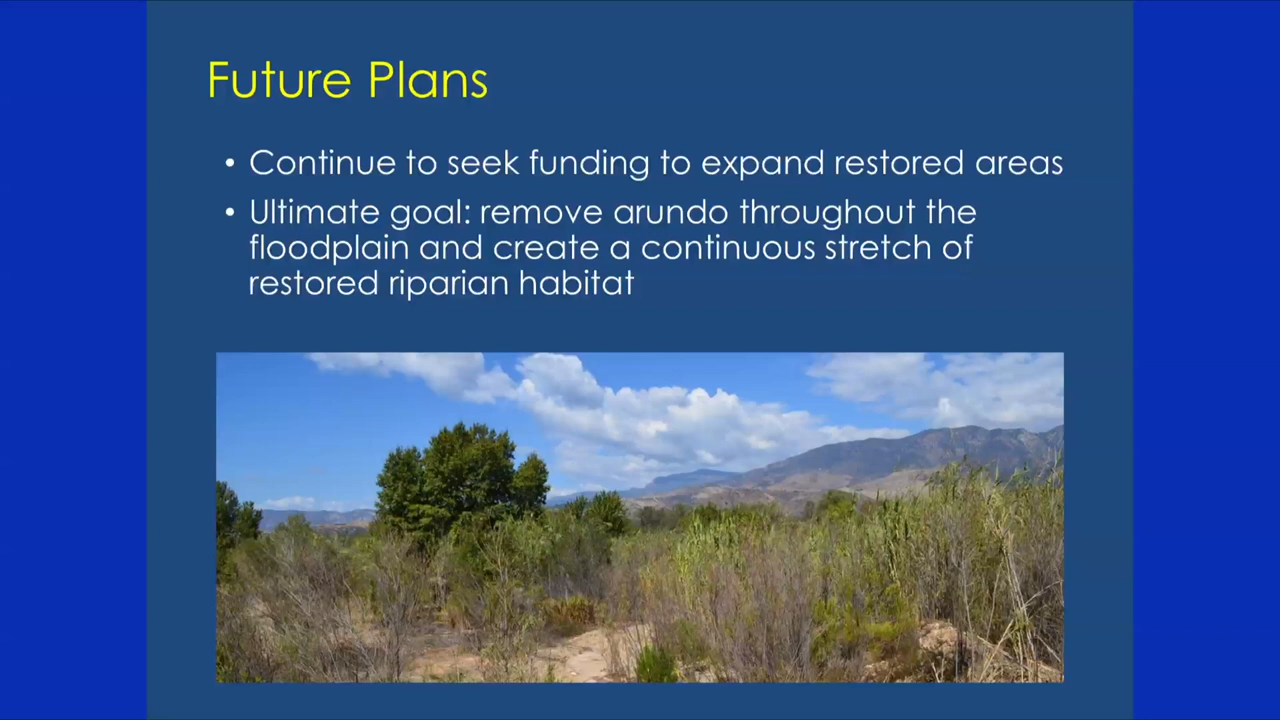 Future Plans
• Continue to seek funding to expand restored areas
• Ultimate goal: remove arundo throughout the
floodplain and create a continuous stretch of
restored riparian habitat